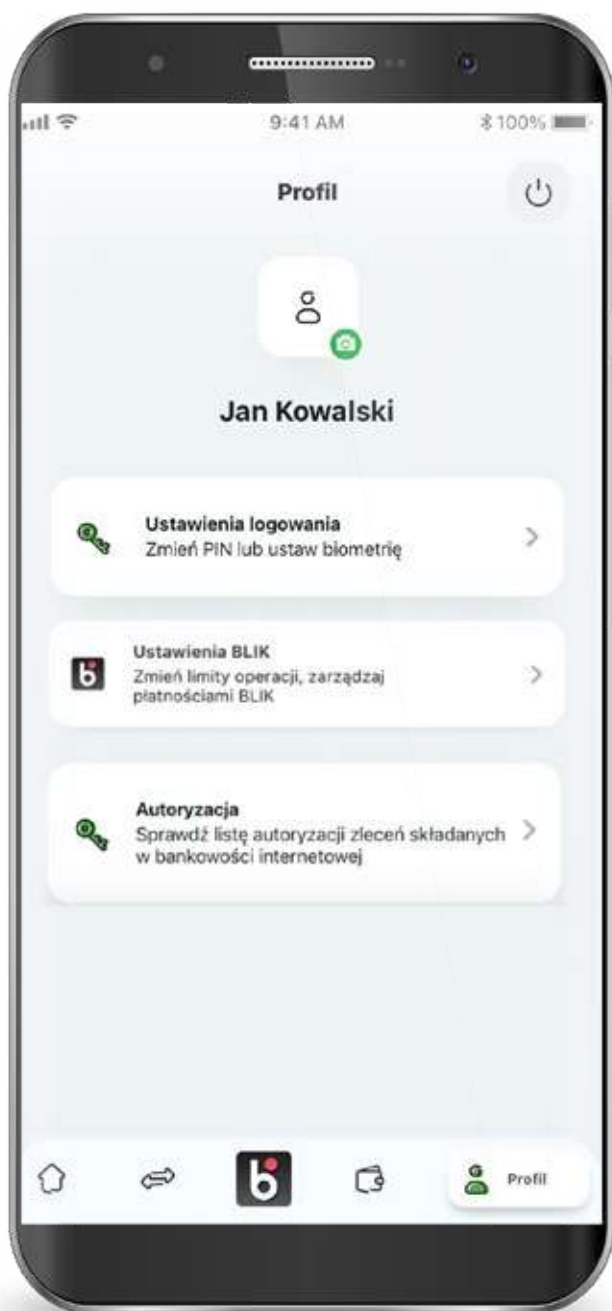 9:41 AM
100%
Profil
Jan Kowalski
Ustawienia logowania
Zmień PIN lub ustaw biometrię
Ustawienia BLIK
Zmień limity operacji, zarządzaj
płatnościami BLIK
Autoryzacja
Sprawdź listę autoryzacji zleceń składanych
w bankowości internetowej
Profil